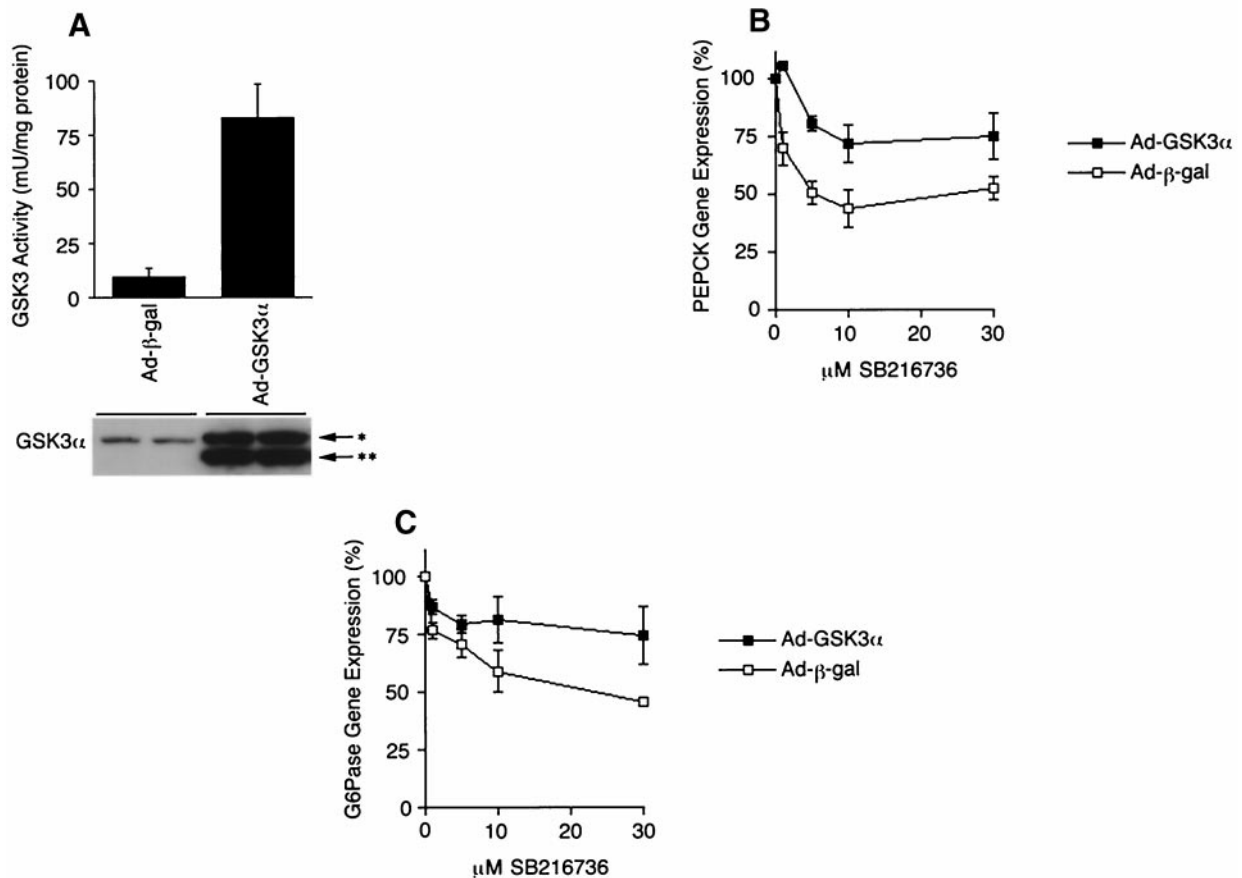 A
GSK3 Activity (mU/mg protein)
100
75
50
25
0
Ad-β-gal
Ad-GSK3α
GSK3α
*
**
B
PEPCK Gene Expression (%)
100
75
50
25
0
0 10 20 30
μM SB216736
Ad-GSK3α
Ad-β-gal
C
G6Pase Gene Expression (%)
100
75
50
25
0
0 10 20 30
μM SB216736
Ad-GSK3α
Ad-β-gal